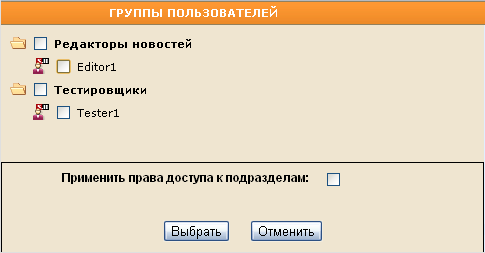 ГРУППЫ ПОЛЬЗОВАТЕЛЕЙ
Редакторы новостей
Editor1
Тестировщики
Tester1
Применить права доступа к подразделам:
Выбрать Отменить